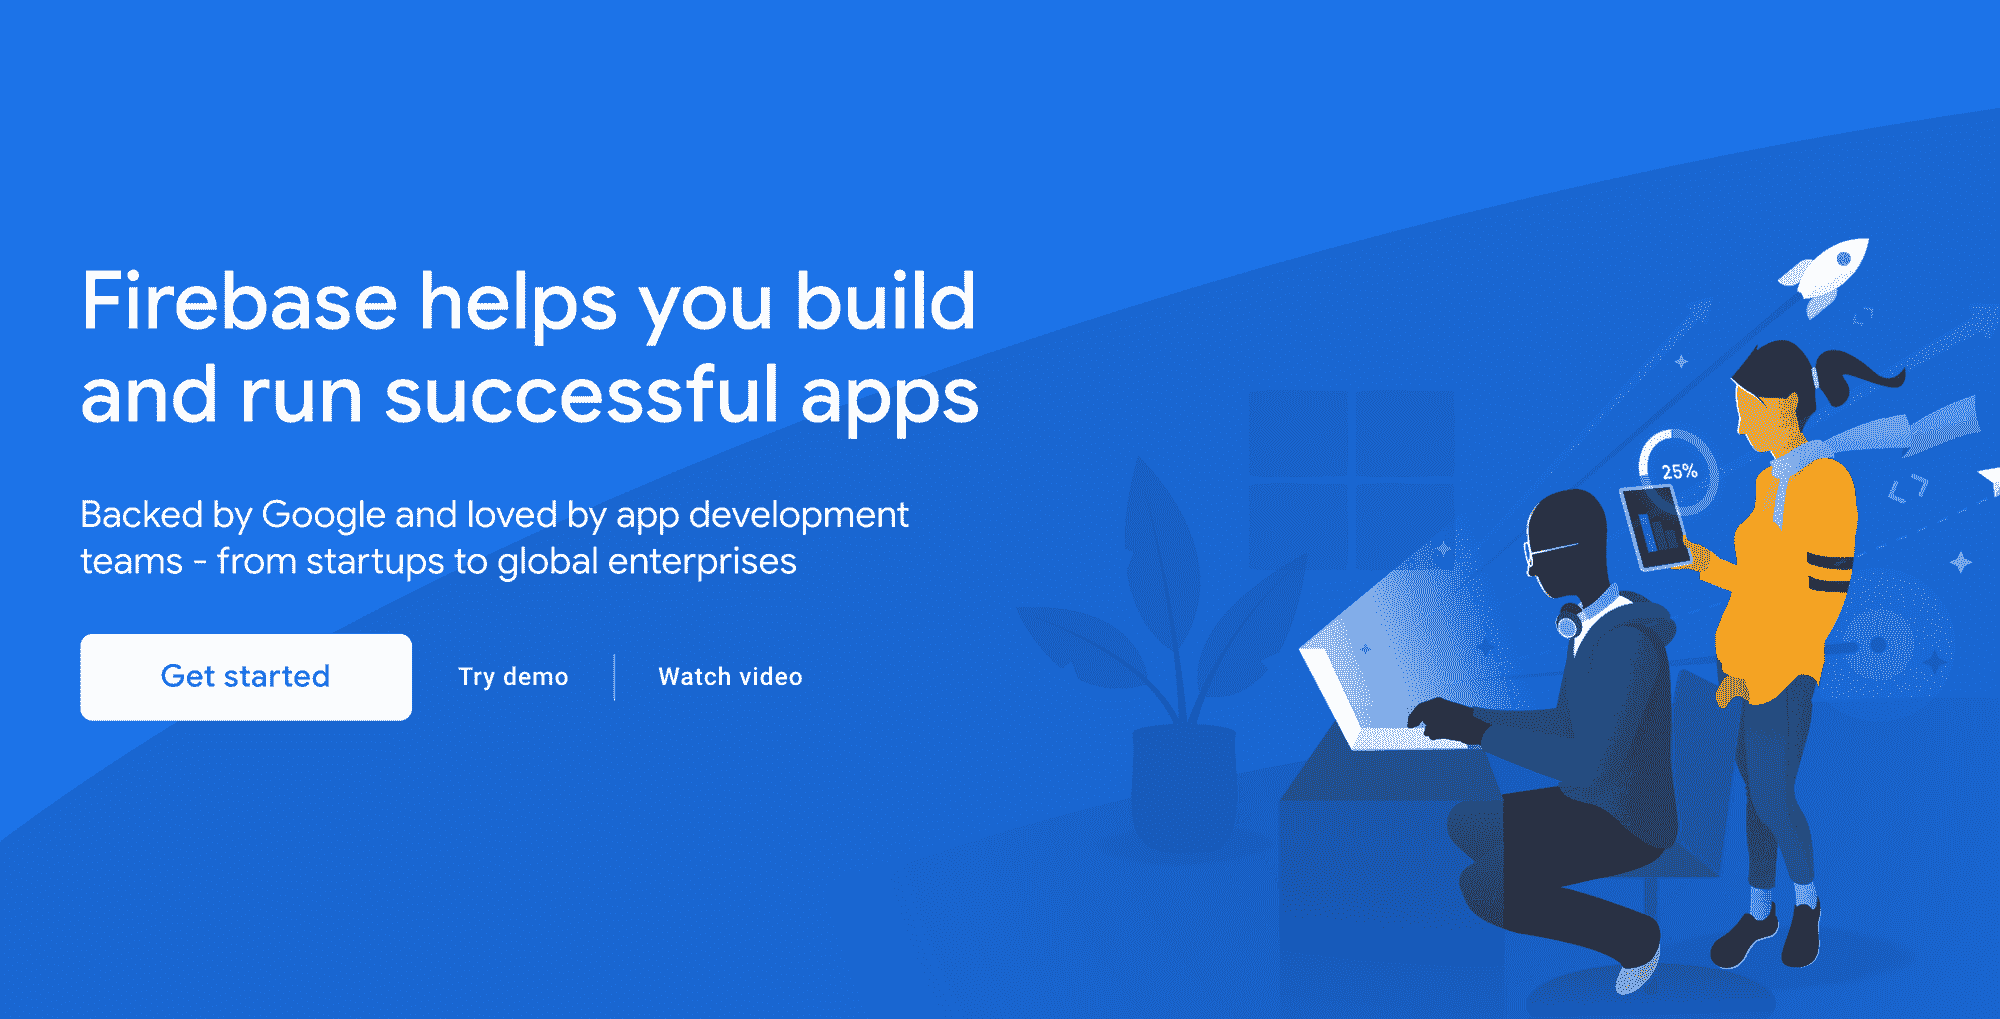 Firebase helps you build
and run successful apps
Backed by Google and loved by app development
teams - from startups to global enterprises
Get started
Try demo
Watch video
25%